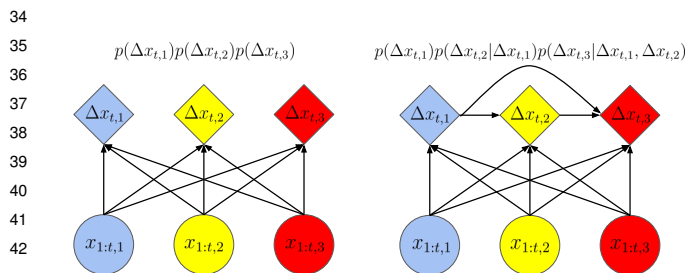 34
35
36
37
38
39
40
41
42
p(Δx_{t,1})p(Δx_{t,2})p(Δx_{t,3})
Δx_{t,1} Δx_{t,2} Δx_{t,3}
x_{1:t,1} x_{1:t,2} x_{1:t,3}
p(Δx_{t,1})p(Δx_{t,2}|Δx_{t,1})p(Δx_{t,3}|Δx_{t,1}, Δx_{t,2})
Δx_{t,1} Δx_{t,2} Δx_{t,3}
x_{1:t,1} x_{1:t,2} x_{1:t,3}